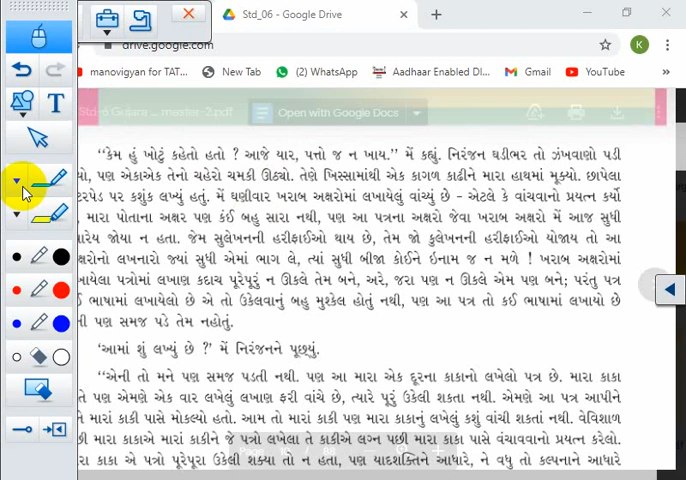 Std_06 - Google Drive
drive.google.com
K
manovigyan for TAT...
New Tab
(2) WhatsApp
Aadhaar Enabled DI...
Gmail
YouTube
Open with Google Docs
T
“કેમ હું ખોટું કહેતો હતો ? આજે યાર, પત્તો જ ન ખાય.” મેં કહ્યું. નિરંજન ઘડીભર તો ઝંખવાણો પડી
પણ એકાએક તેનો ચહેરો ચમકી ઊઠ્યો. તેણે ખિસ્સામાંથી એક કાગળ કાઢીને મારા હાથમાં મૂક્યો. છાપેલા
પર કશુંક લખ્યું હતું. મેં ઘણીવાર ખરાબ અક્ષરોમાં લખાયેલું વાંચ્યું છે - એટલે કે વાંચવાનો પ્રયત્ન કર્યો
મારા પોતાના અક્ષર પણ કંઈ બહુ સારા નથી, પણ આ પત્રના અક્ષરો જેવા ખરાબ અક્ષરો મેં આજ સુધી
જોયા ન હતા. જેમ સુલેખનની હરીફાઈઓ થાય છે, તેમ જો કુલેખનની હરીફાઈઓ યોજાય તો આ
લખનારો જ્યાં સુધી એમાં ભાગ લે, ત્યાં સુધી બીજા કોઈને ઇનામ જ ન મળે ! ખરાબ અક્ષરોમાં
પત્રોમાં લખાણ કદાચ પૂરેપૂરું ન ઊકલે તેમ બને, અરે, જરા પણ ન ઊકલે એમ પણ બને; પરંતુ પત્ર
ભાષામાં લખાયેલો છે એ તો ઉકેલવાનું બહુ મુશ્કેલ હોતું નથી, પણ આ પત્ર તો કઈ ભાષામાં લખાયો છે
પણ સમજ પડે તેમ નહોતું.
‘આમાં શું લખ્યું છે ?’ મેં નિરંજનને પૂછ્યું.
“એની તો મને પણ સમજ પડતી નથી. પણ આ મારા એક દૂરના કાકાનો લખેલો પત્ર છે. મારા કાકા
પણ એમણે એક વાર લખેલું લખાણ ફરી વાંચે છે, ત્યારે પૂરું ઉકેલી શકતા નથી. એમણે આ પત્ર આપીને
મારાં કાકી પાસે મોકલ્યો હતો. આમ તો મારાં કાકી પણ મારા કાકાનું લખેલું કશું વાંચી શકતાં નથી. વેવિશાળ
મારા કાકાએ મારાં કાકીને જે પત્રો લખેલા તે કાકીએ લગ્ન પછી મારા કાકા પાસે વંચાવવાનો પ્રયત્ન કરેલો.
કાકા એ પત્રો પૂરેપૂરા ઉકેલી શક્યા તો ન હતા, પણ યાદશક્તિને આધારે, ને વધુ તો કલ્પનાને આધારે